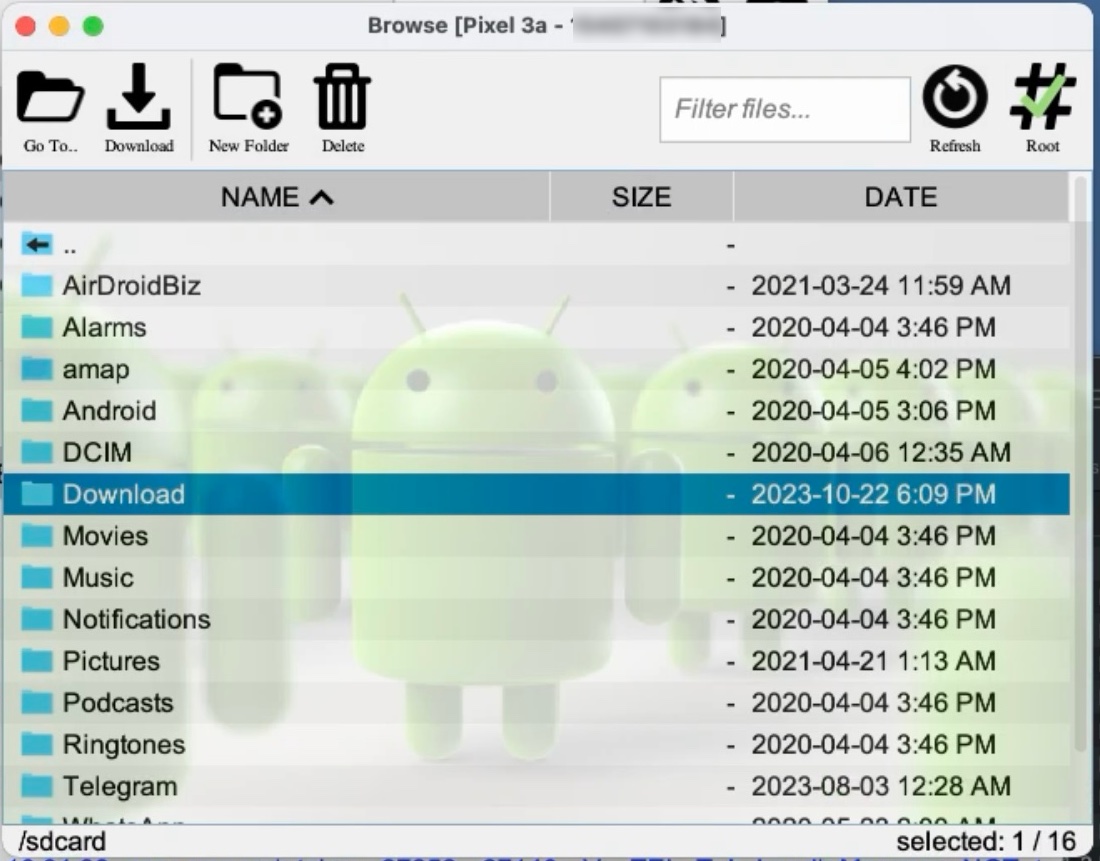 Browse [Pixel 3a - 
Go To.. Download New Folder Delete Filter files... Refresh Root
NAME SIZE DATE
.. -
AirDroidBiz - 2021-03-24 11:59 AM
Alarms - 2020-04-04 3:46 PM
amap - 2020-04-05 4:02 PM
Android - 2020-04-05 3:06 PM
DCIM - 2020-04-06 12:35 AM
Download - 2023-10-22 6:09 PM
Movies - 2020-04-04 3:46 PM
Music - 2020-04-04 3:46 PM
Notifications - 2020-04-04 3:46 PM
Pictures - 2021-04-21 1:13 AM
Podcasts - 2020-04-04 3:46 PM
Ringtones - 2020-04-04 3:46 PM
Telegram - 2023-08-03 12:28 AM
/sdcard selected: 1 / 16